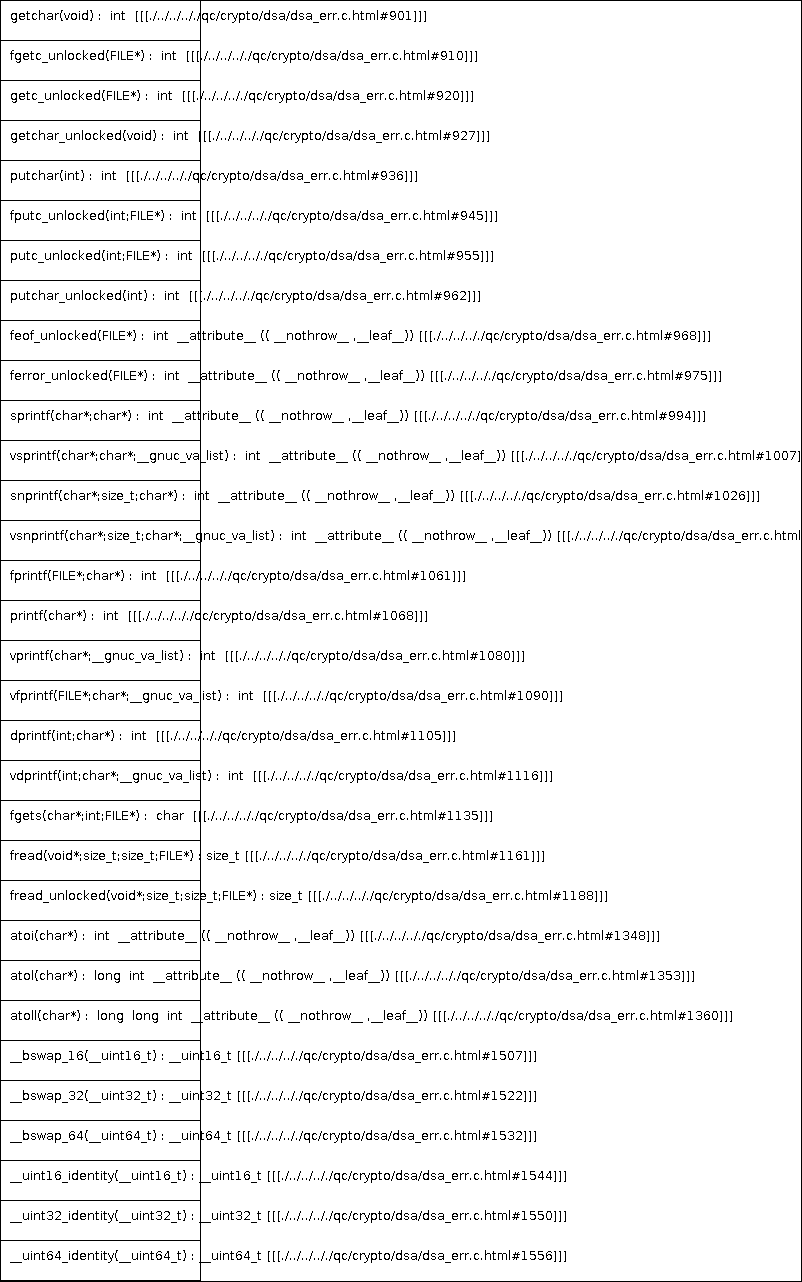 getchar(void) :  int  [[[./../../../qc/crypto/dsa/dsa_err.c.html#901]]]
fgetc_unlocked(FILE*) :  int  [[[./../../../qc/crypto/dsa/dsa_err.c.html#910]]]
getc_unlocked(FILE*) :  int  [[[./../../../qc/crypto/dsa/dsa_err.c.html#920]]]
getchar_unlocked(void) :  int  [[[./../../../qc/crypto/dsa/dsa_err.c.html#927]]]
putchar(int) :  int  [[[./../../../qc/crypto/dsa/dsa_err.c.html#936]]]
fputc_unlocked(int;FILE*) :  int  [[[./../../../qc/crypto/dsa/dsa_err.c.html#945]]]
putc_unlocked(int;FILE*) :  int  [[[./../../../qc/crypto/dsa/dsa_err.c.html#955]]]
putchar_unlocked(int) :  int  [[[./../../../qc/crypto/dsa/dsa_err.c.html#962]]]
feof_unlocked(FILE*) :  int  __attribute__ (( __nothrow__ ,__leaf__)) [[[./../../../qc/crypto/dsa/dsa_err.c.html#968]]]
ferror_unlocked(FILE*) :  int  __attribute__ (( __nothrow__ ,__leaf__)) [[[./../../../qc/crypto/dsa/dsa_err.c.html#975]]]
sprintf(char*;char*) :  int  __attribute__ (( __nothrow__ ,__leaf__)) [[[./../../../qc/crypto/dsa/dsa_err.c.html#994]]]
vsprintf(char*;char*;__gnuc_va_list) :  int  __attribute__ (( __nothrow__ ,__leaf__)) [[[./../../../qc/crypto/dsa/dsa_err.c.html#1007]
snprintf(char*;size_t;char*) :  int  __attribute__ (( __nothrow__ ,__leaf__)) [[[./../../../qc/crypto/dsa/dsa_err.c.html#1026]]]
vsnprintf(char*;size_t;char*;__gnuc_va_list) :  int  __attribute__ (( __nothrow__ ,__leaf__)) [[[./../../../qc/crypto/dsa/dsa_err.c.html
fprintf(FILE*;char*) :  int  [[[./../../../qc/crypto/dsa/dsa_err.c.html#1061]]]
printf(char*) :  int  [[[./../../../qc/crypto/dsa/dsa_err.c.html#1068]]]
vprintf(char*;__gnuc_va_list) :  int  [[[./../../../qc/crypto/dsa/dsa_err.c.html#1080]]]
vfprintf(FILE*;char*;__gnuc_va_list) :  int  [[[./../../../qc/crypto/dsa/dsa_err.c.html#1090]]]
dprintf(int;char*) :  int  [[[./../../../qc/crypto/dsa/dsa_err.c.html#1105]]]
vdprintf(int;char*;__gnuc_va_list) :  int  [[[./../../../qc/crypto/dsa/dsa_err.c.html#1116]]]
fgets(char*;int;FILE*) :  char  [[[./../../../qc/crypto/dsa/dsa_err.c.html#1135]]]
fread(void*;size_t;size_t;FILE*) : size_t [[[./../../../qc/crypto/dsa/dsa_err.c.html#1161]]]
fread_unlocked(void*;size_t;size_t;FILE*) : size_t [[[./../../../qc/crypto/dsa/dsa_err.c.html#1188]]]
atoi(char*) :  int  __attribute__ (( __nothrow__ ,__leaf__)) [[[./../../../qc/crypto/dsa/dsa_err.c.html#1348]]]
atol(char*) :  long  int  __attribute__ (( __nothrow__ ,__leaf__)) [[[./../../../qc/crypto/dsa/dsa_err.c.html#1353]]]
atoll(char*) :  long  long  int  __attribute__ (( __nothrow__ ,__leaf__)) [[[./../../../qc/crypto/dsa/dsa_err.c.html#1360]]]
__bswap_16(__uint16_t) : __uint16_t [[[./../../../qc/crypto/dsa/dsa_err.c.html#1507]]]
__bswap_32(__uint32_t) : __uint32_t [[[./../../../qc/crypto/dsa/dsa_err.c.html#1522]]]
__bswap_64(__uint64_t) : __uint64_t [[[./../../../qc/crypto/dsa/dsa_err.c.html#1532]]]
__uint16_identity(__uint16_t) : __uint16_t [[[./../../../qc/crypto/dsa/dsa_err.c.html#1544]]]
__uint32_identity(__uint32_t) : __uint32_t [[[./../../../qc/crypto/dsa/dsa_err.c.html#1550]]]
__uint64_identity(__uint64_t) : __uint64_t [[[./../../../qc/crypto/dsa/dsa_err.c.html#1556]]]